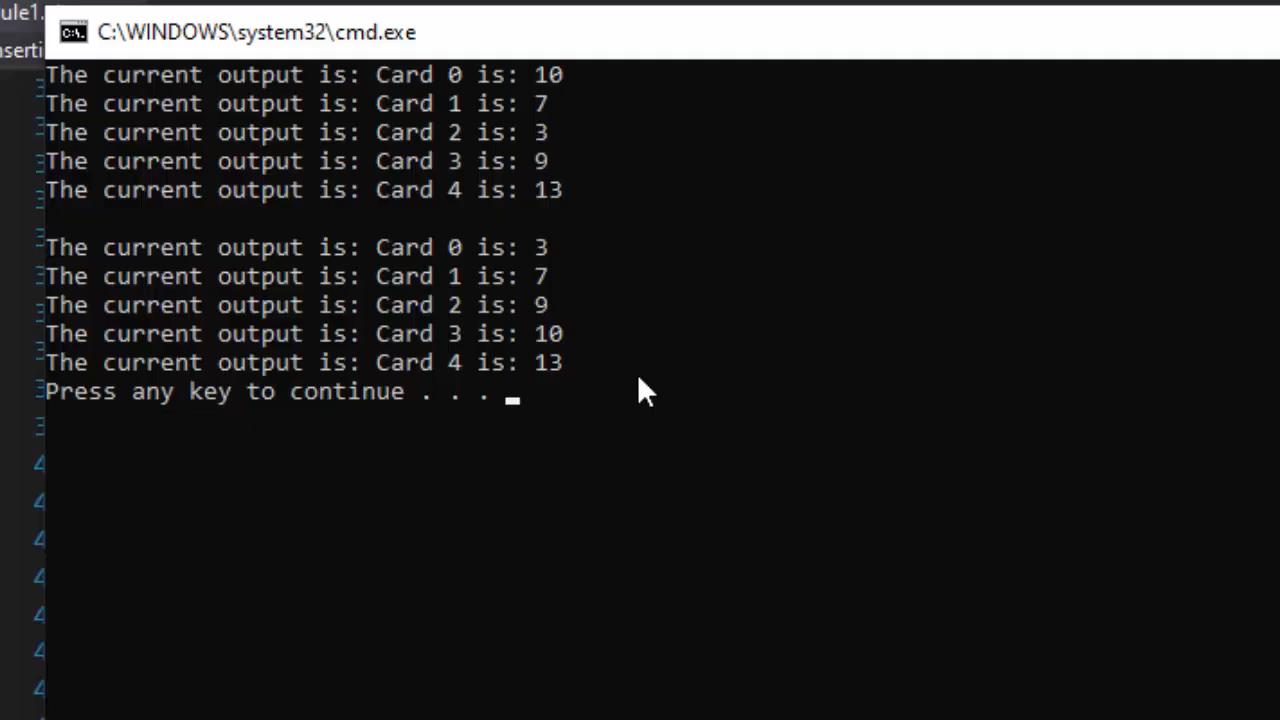 ule1.
C:\WINDOWS\system32\cmd.exe
nserti
The current output is: Card 0 is: 10
The current output is: Card 1 is: 7
The current output is: Card 2 is: 3
The current output is: Card 3 is: 9
The current output is: Card 4 is: 13
The current output is: Card 0 is: 3
The current output is: Card 1 is: 7
The current output is: Card 2 is: 9
The current output is: Card 3 is: 10
The current output is: Card 4 is: 13
Press any key to continue . . .